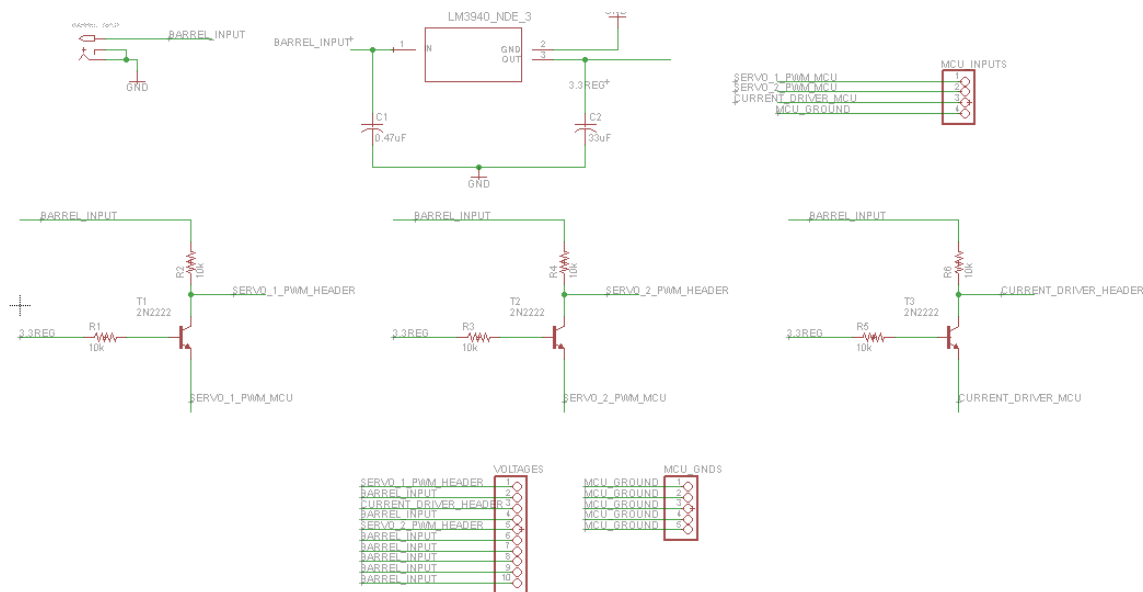 BARREL_INPUT
GND
LM3940_NDE_3
BARREL_INPUT
1
IN
GND
2
OUT
3
GND
3.3REG
C1
0.47uF
C2
33uF
GND
MCU_INPUTS
SERVO_1_PWM_MCU
1
SERVO_2_PWM_MCU
2
CURRENT_DRIVER_MCU
3
MCU_GROUND
4
BARREL_INPUT
R2
10k
SERVO_1_PWM_HEADER
T1
2N2222
3.3REG
R1
10k
SERVO_1_PWM_MCU
BARREL_INPUT
R4
10k
SERVO_2_PWM_HEADER
T2
2N2222
3.3REG
R3
10k
SERVO_2_PWM_MCU
BARREL_INPUT
R6
10k
CURRENT_DRIVER_HEADER
T3
2N2222
3.3REG
R5
10k
CURRENT_DRIVER_MCU
VOLTAGES
SERVO_1_PWM_HEADER 1
BARREL_INPUT 2
CURRENT_DRIVER_HEADER 3
BARREL_INPUT 4
SERVO_2_PWM_HEADER 5
BARREL_INPUT 6
BARREL_INPUT 7
BARREL_INPUT 8
BARREL_INPUT 9
BARREL_INPUT 10
MCU_GNDS
MCU_GROUND 1
MCU_GROUND 2
MCU_GROUND 3
MCU_GROUND 4
MCU_GROUND 5